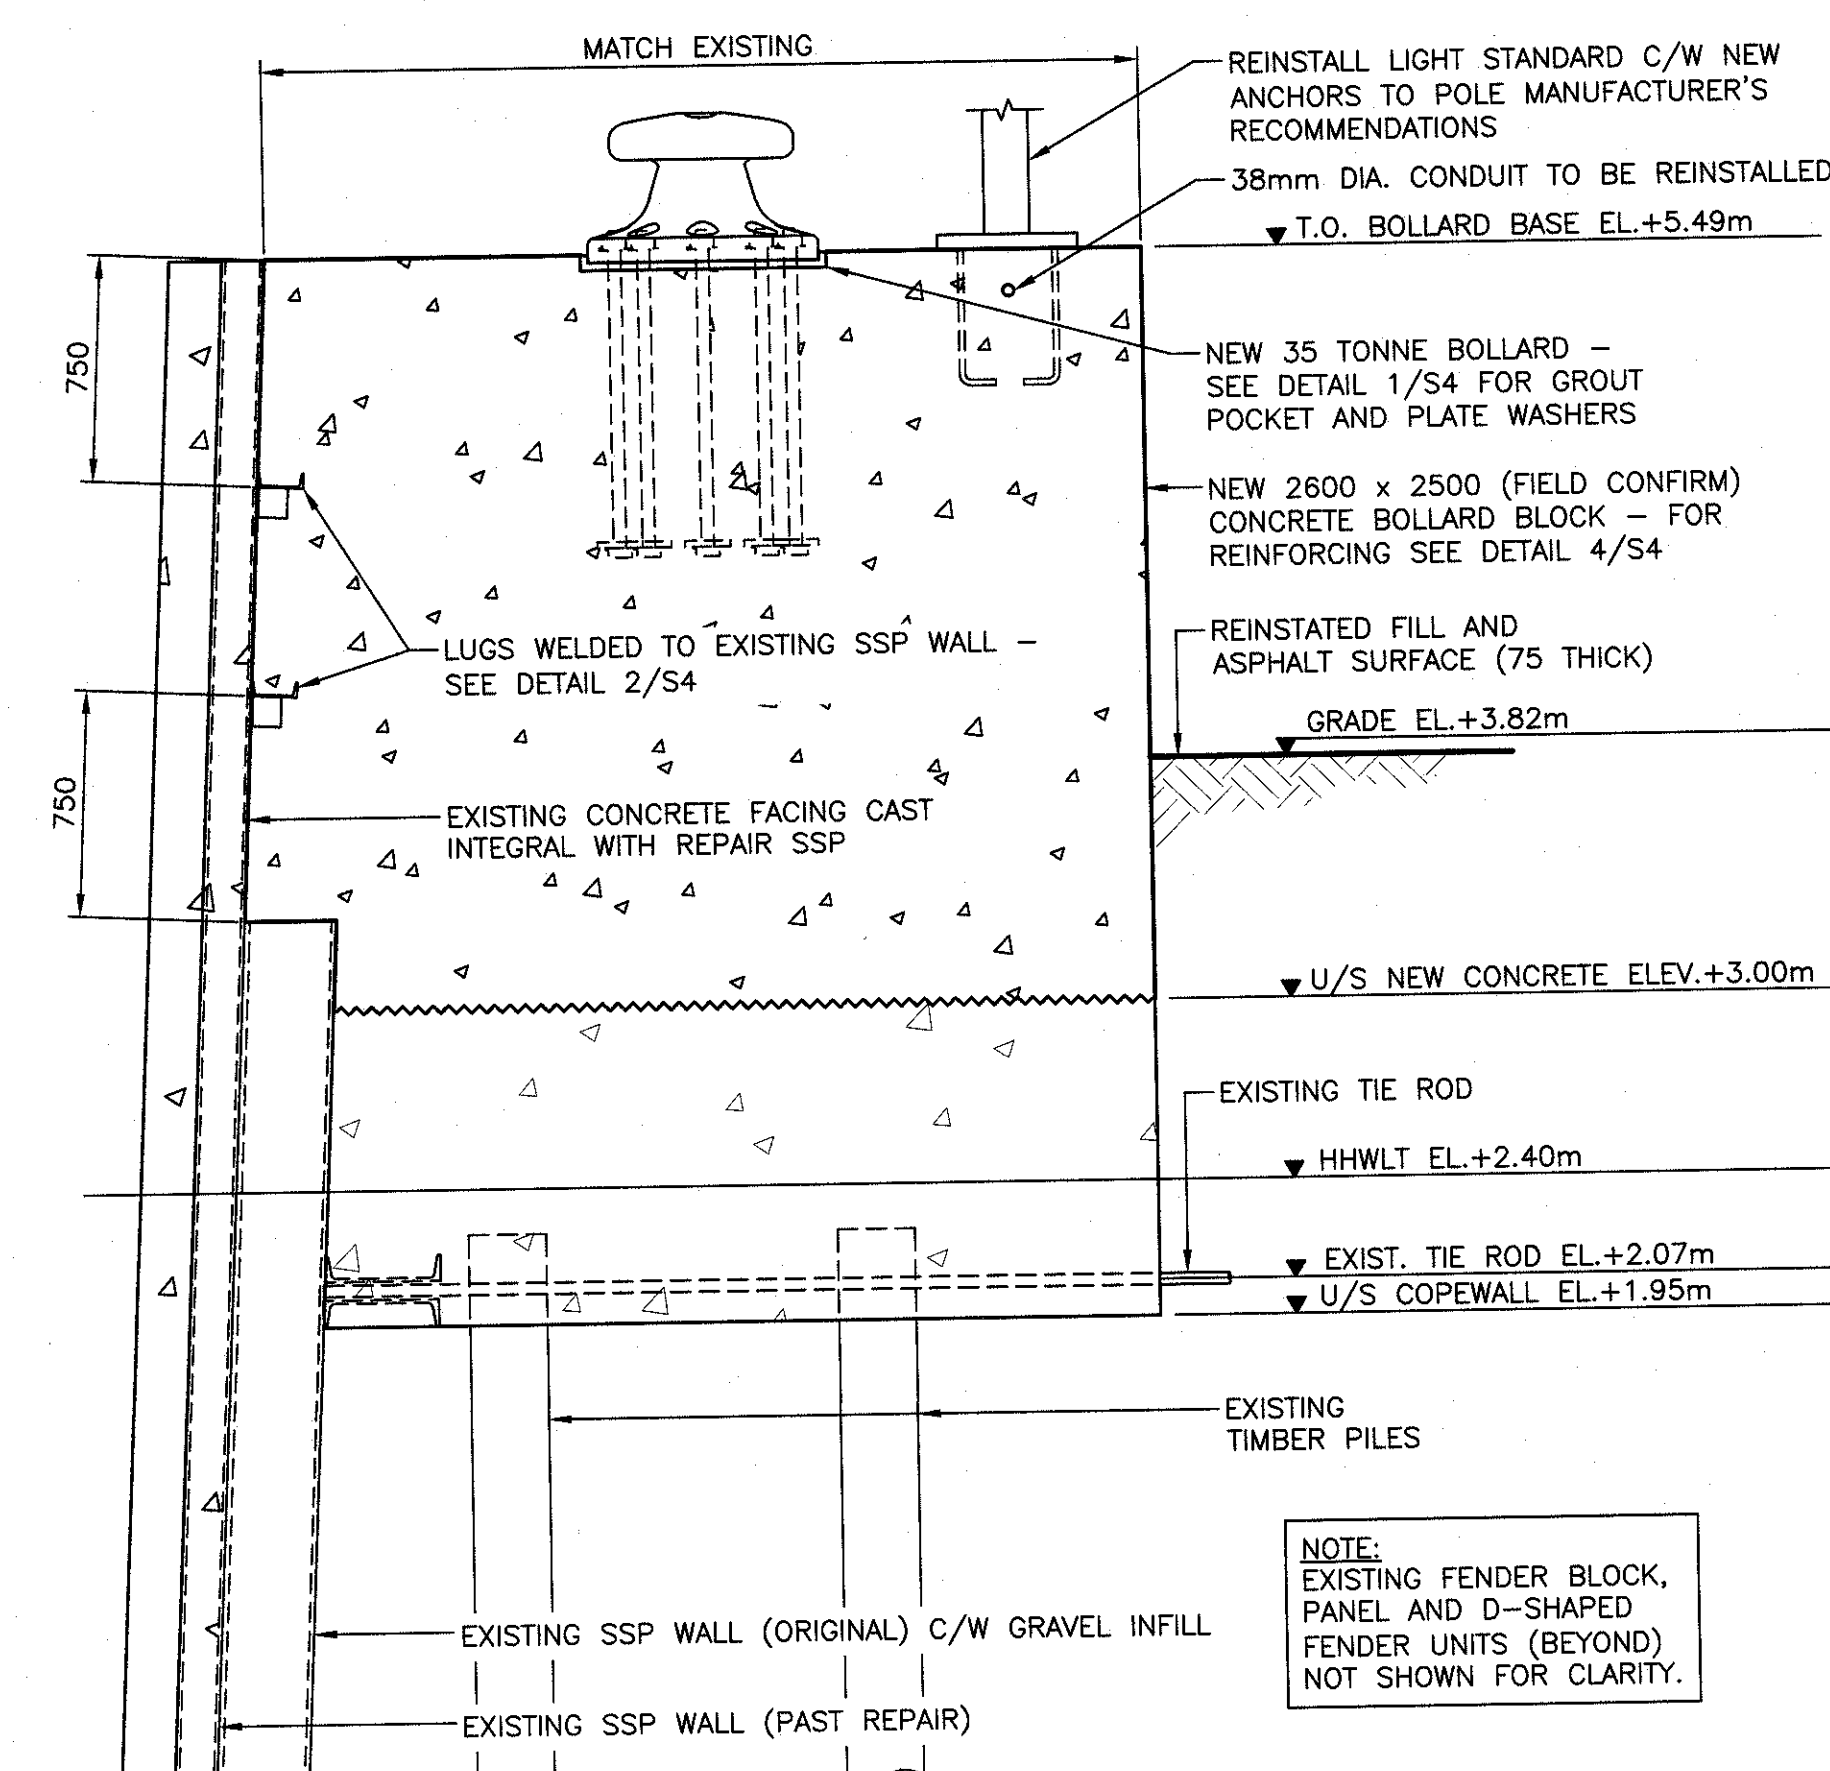 MATCH EXISTING
REINSTALL LIGHT STANDARD C/W NEW
ANCHORS TO POLE MANUFACTURER'S
RECOMMENDATIONS
38mm DIA. CONDUIT TO BE REINSTALLED
T.O. BOLLARD BASE EL.+5.49m
750
NEW 35 TONNE BOLLARD –
SEE DETAIL 1/S4 FOR GROUT
POCKET AND PLATE WASHERS
NEW 2600 x 2500 (FIELD CONFIRM)
CONCRETE BOLLARD BLOCK – FOR
REINFORCING SEE DETAIL 4/S4
REINSTATED FILL AND
ASPHALT SURFACE (75 THICK)
LUGS WELDED TO EXISTING SSP WALL –
SEE DETAIL 2/S4
GRADE EL.+3.82m
750
EXISTING CONCRETE FACING CAST
INTEGRAL WITH REPAIR SSP
U/S NEW CONCRETE ELEV.+3.00m
EXISTING TIE ROD
HHWLT EL.+2.40m
EXIST. TIE ROD EL.+2.07m
U/S COPEWALL EL.+1.95m
EXISTING
TIMBER PILES
NOTE:
EXISTING FENDER BLOCK,
PANEL AND D-SHAPED
FENDER UNITS (BEYOND)
NOT SHOWN FOR CLARITY.
EXISTING SSP WALL (ORIGINAL) C/W GRAVEL INFILL
EXISTING SSP WALL (PAST REPAIR)